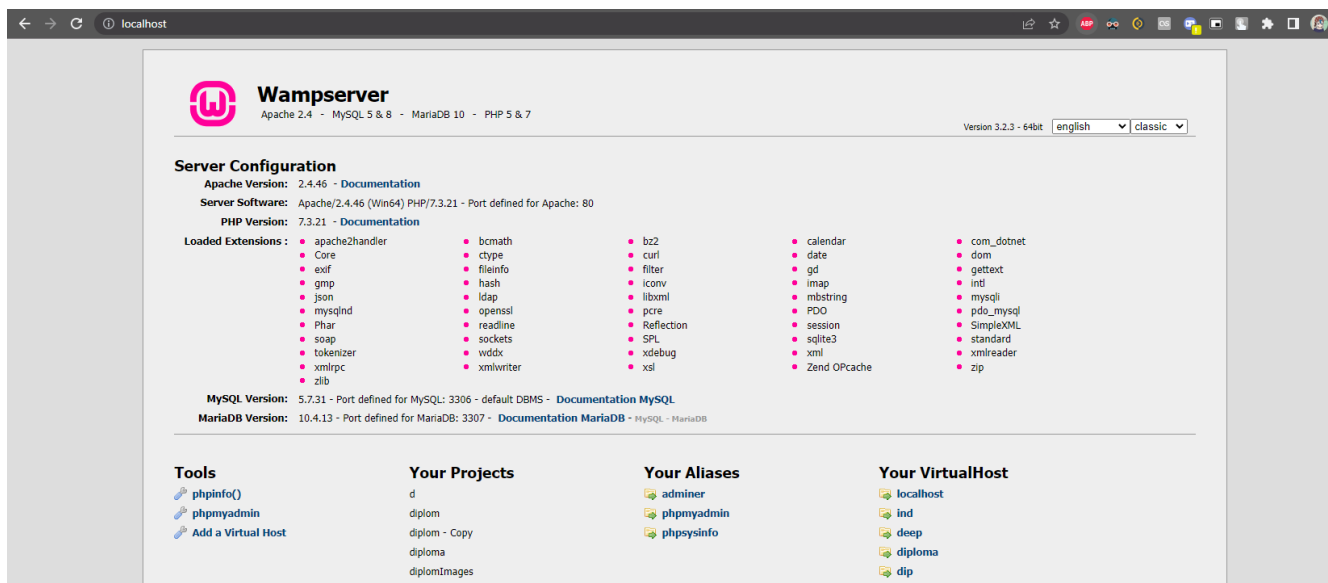 localhost
ABP
OS
1
Wampserver
Apache 2.4 - MySQL 5 & 8 - MariaDB 10 - PHP 5 & 7
Version 3.2.3 - 64bit english classic
Server Configuration
Apache Version: 2.4.46 - Documentation
Server Software: Apache/2.4.46 (Win64) PHP/7.3.21 - Port defined for Apache: 80
PHP Version: 7.3.21 - Documentation
Loaded Extensions : apache2handler bcmath bz2 calendar com_dotnet
Core ctype curl date dom
exif fileinfo filter gd gettext
gmp hash iconv imap intl
json ldap libxml mbstring mysqli
mysqlnd openssl pcre PDO pdo_mysql
Phar readline Reflection session SimpleXML
soap sockets SPL sqlite3 standard
tokenizer wddx xdebug xml xmlreader
xmlrpc xmlwriter xsl Zend OPcache zip
zlib
MySQL Version: 5.7.31 - Port defined for MySQL: 3306 - default DBMS - Documentation MySQL
MariaDB Version: 10.4.13 - Port defined for MariaDB: 3307 - Documentation MariaDB - MySQL - MariaDB
Tools
phpinfo()
phpmyadmin
Add a Virtual Host
Your Projects
d
diplom
diplom - Copy
diploma
diplomImages
Your Aliases
adminer
phpmyadmin
phpsysinfo
Your VirtualHost
localhost
ind
deep
diploma
dip